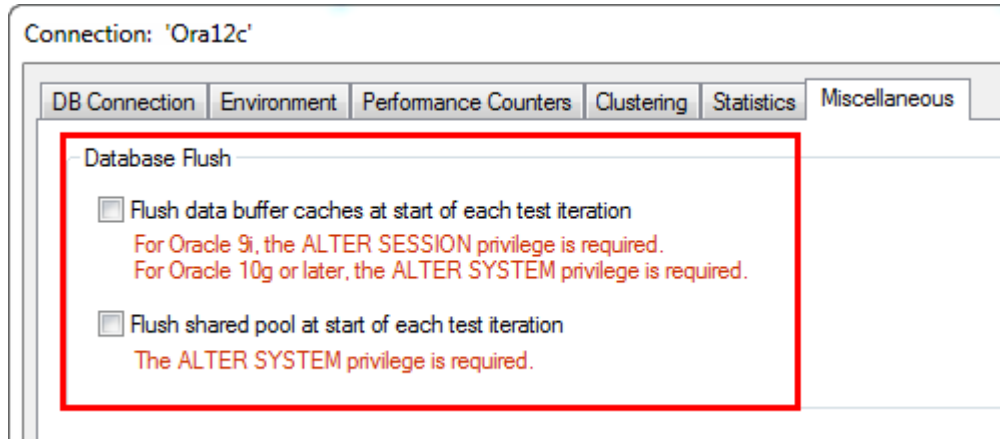 Connection: 'Ora12c'
DB Connection Environment Performance Counters Clustering Statistics Miscellaneous
Database Flush
Flush data buffer caches at start of each test iteration
For Oracle 9i, the ALTER SESSION privilege is required.
For Oracle 10g or later, the ALTER SYSTEM privilege is required.
Flush shared pool at start of each test iteration
The ALTER SYSTEM privilege is required.